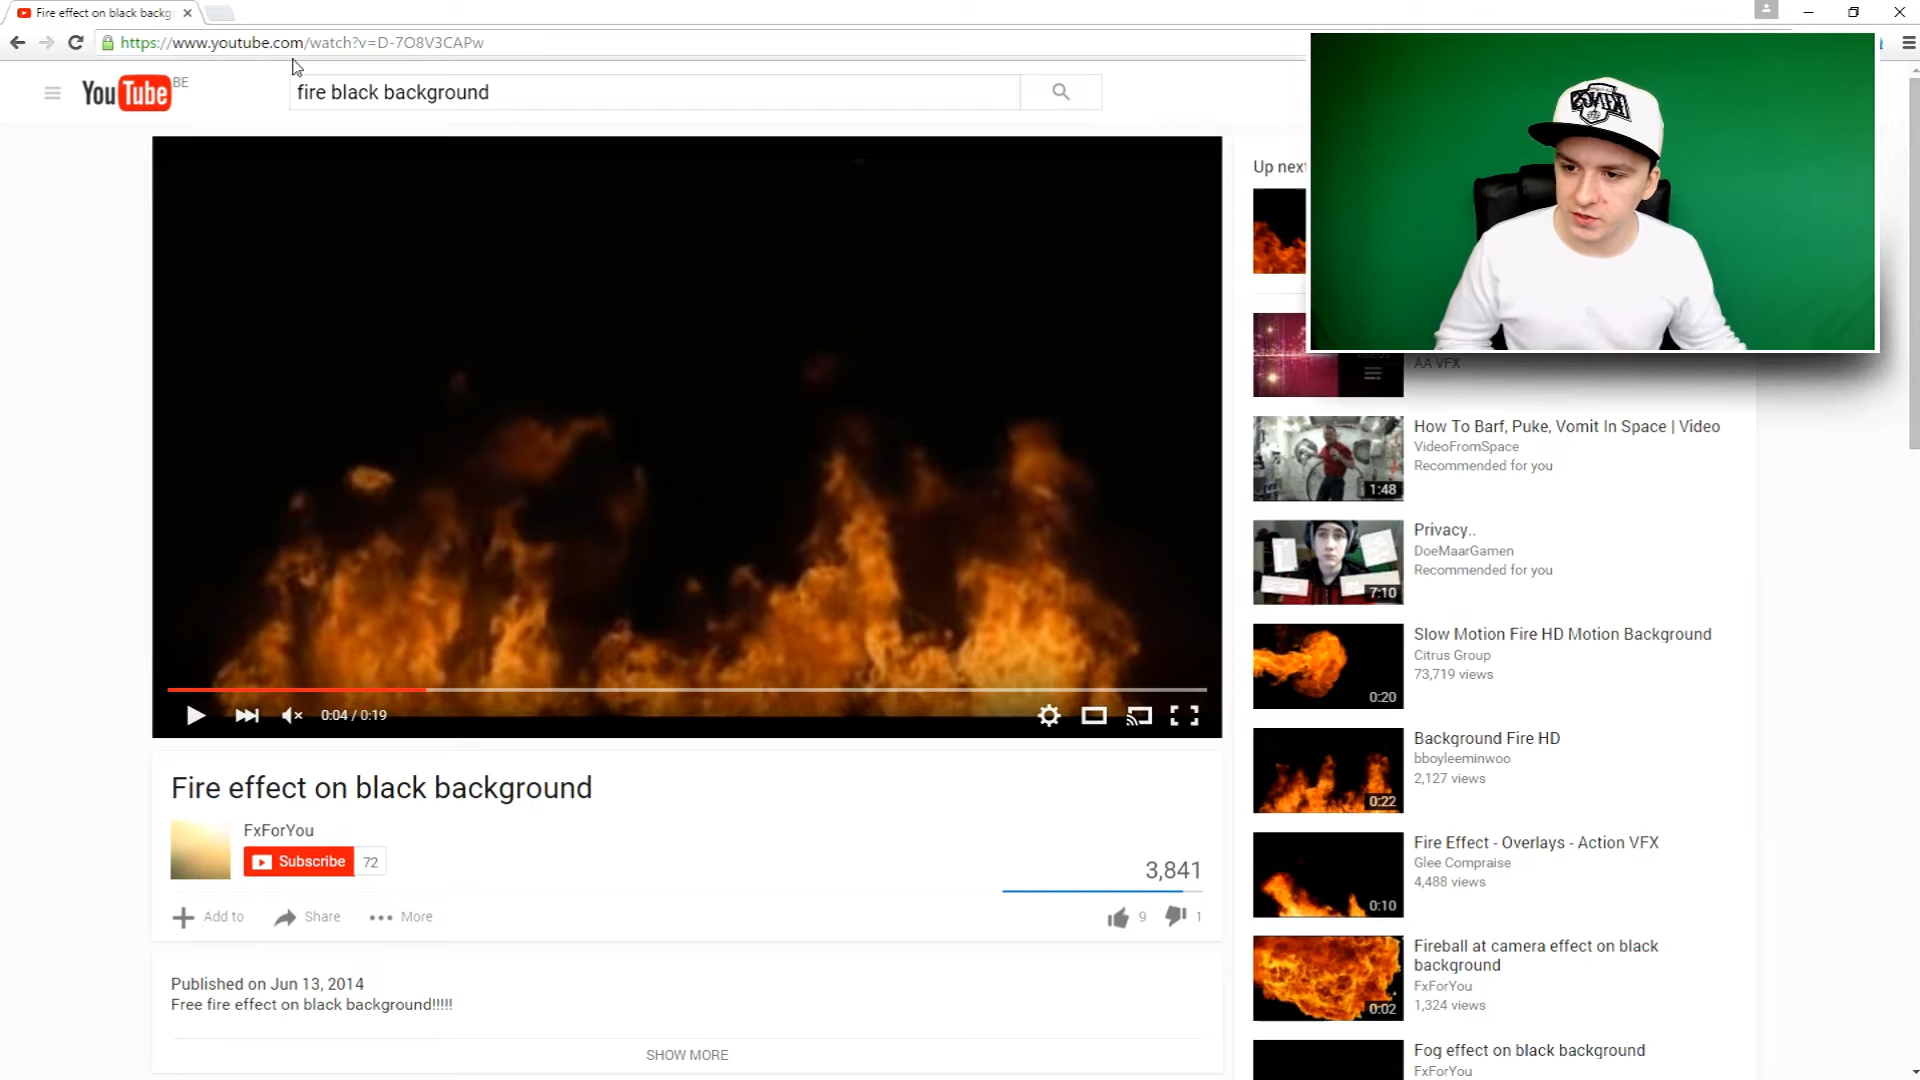 Fire effect on black backg
https://www.youtube.com/watch?v=D-7O8V3CAPw
YouTube BE
fire black background
KINGS
Up next
AA VFX
How To Barf, Puke, Vomit In Space | Video
VideoFromSpace
Recommended for you
1:48
Privacy..
DoeMaarGamen
Recommended for you
7:10
Slow Motion Fire HD Motion Background
Citrus Group
73,719 views
0:20
0:04 / 0:19
Background Fire HD
bboyleeminwoo
2,127 views
0:22
Fire effect on black background
FxForYou
Subscribe 72
3,841
Add to
Share
More
9
1
Fire Effect - Overlays - Action VFX
Glee Compraise
4,488 views
0:10
Fireball at camera effect on black
background
FxForYou
1,324 views
0:02
Published on Jun 13, 2014
Free fire effect on black background!!!!!
SHOW MORE
Fog effect on black background
FxForYou